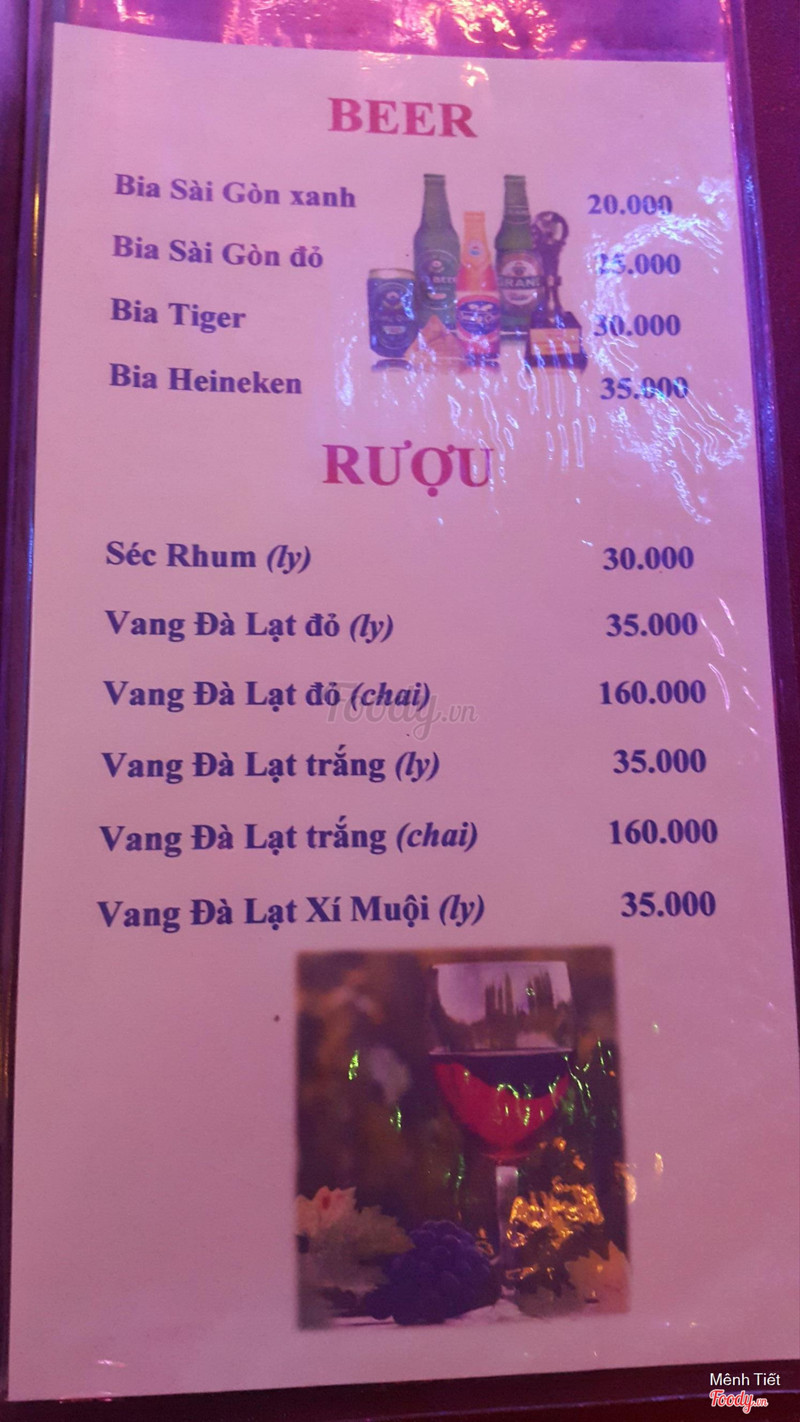 BEER
Bia Sài Gòn xanh 20.000
Bia Sài Gòn đỏ
Bia Tiger 30.000
Bia Heineken 35.000
RƯỢU
Séc Rhum (ly) 30.000
Vang Đà Lạt đỏ (ly) 35.000
Vang Đà Lạt đỏ (chai) 160.000
Foody.vn
Vang Đà Lạt trắng (ly) 35.000
Vang Đà Lạt trắng (chai) 160.000
Vang Đà Lạt Xí Muội (ly) 35.000
Mênh Tiết
Foody.vn